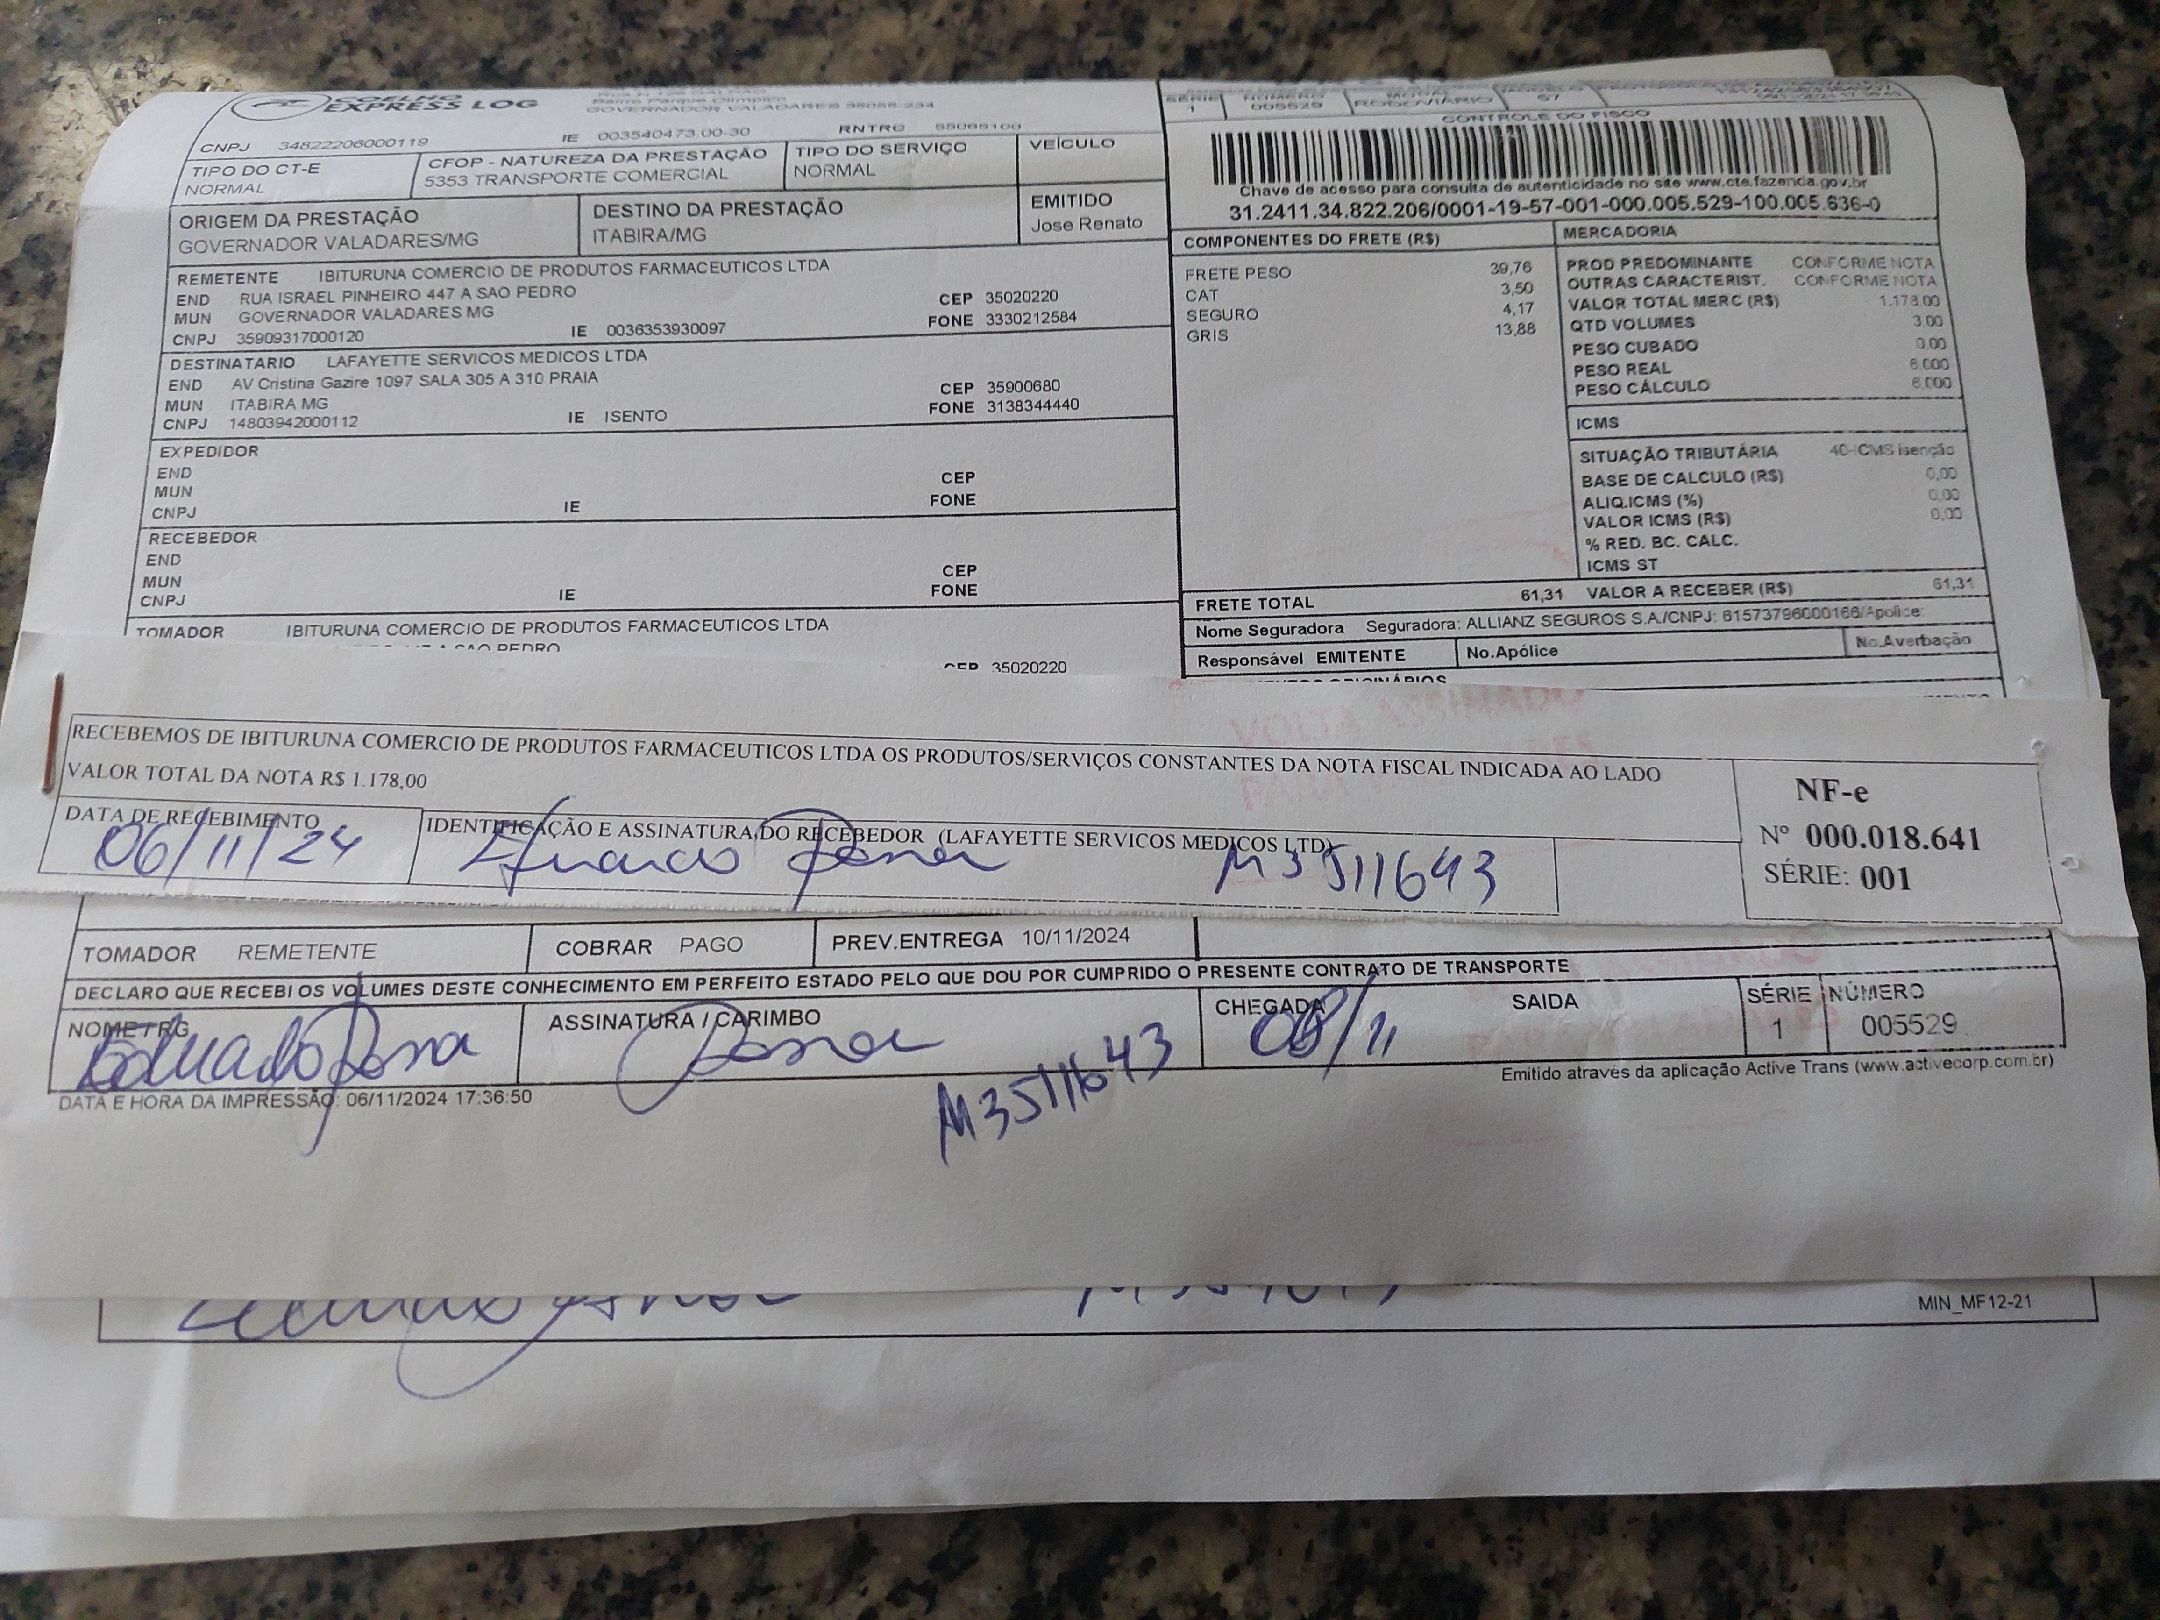 COELHO
EXPRESS LOG
GOVERNADOR VALADARES
CNPJ 34822206000119 IE 003540473.00-30 RNTRC
TIPO DO CT-E
NORMAL
CFOP - NATUREZA DA PRESTAÇÃO
5353 TRANSPORTE COMERCIAL
TIPO DO SERVIÇO
NORMAL
VEÍCULO
ORIGEM DA PRESTAÇÃO
GOVERNADOR VALADARES/MG
DESTINO DA PRESTAÇÃO
ITABIRA/MG
EMITIDO
Jose Renato
REMETENTE IBITURUNA COMERCIO DE PRODUTOS FARMACEUTICOS LTDA
END RUA ISRAEL PINHEIRO 447 A SAO PEDRO CEP 35020220
MUN GOVERNADOR VALADARES MG FONE 3330212584
CNPJ 35909317000120 IE 0036353930097
DESTINATARIO LAFAYETTE SERVICOS MEDICOS LTDA
END AV Cristina Gazire 1097 SALA 305 A 310 PRAIA CEP 35900680
MUN ITABIRA MG FONE 3138344440
CNPJ 14803942000112 IE ISENTO
EXPEDIDOR
END CEP
MUN FONE
CNPJ IE
RECEBEDOR
END CEP
MUN FONE
CNPJ IE
TOMADOR IBITURUNA COMERCIO DE PRODUTOS FARMACEUTICOS LTDA
A SAO PEDRO
CEP 35020220
SÉRIE
1
NÚMERO
005529
RODOVIÁRIO
57
CONTROLE DO FISCO
Chave de acesso para consulta de autenticidade no site www.cte.fazenda.gov.br
31.2411.34.822.206/0001-19-57-001-000.005.529-100.005.636-0
COMPONENTES DO FRETE (R$)
FRETE PESO 39,76
CAT 3,50
SEGURO 4,17
GRIS 13,88
MERCADORIA
PROD PREDOMINANTE CONFORME NOTA
OUTRAS CARACTERIST. CONFORME NOTA
VALOR TOTAL MERC (R$) 1.178,00
QTD VOLUMES 3,00
PESO CUBADO 0,00
PESO REAL 6,000
PESO CÁLCULO 6,000
ICMS
SITUAÇÃO TRIBUTÁRIA 40-ICMS isenção
BASE DE CALCULO (R$) 0,00
ALIQ.ICMS (%) 0,00
VALOR ICMS (R$) 0,00
% RED. BC. CALC.
ICMS ST
FRETE TOTAL 61,31 VALOR A RECEBER (R$) 61,31
Nome Seguradora Seguradora: ALLIANZ SEGUROS S.A./CNPJ: 61573796000166/Apolice:
Responsável EMITENTE No.Apólice No.Averbação
VOLTA ASSINADO
PARA
RECEBEMOS DE IBITURUNA COMERCIO DE PRODUTOS FARMACEUTICOS LTDA OS PRODUTOS/SERVIÇOS CONSTANTES DA NOTA FISCAL INDICADA AO LADO
VALOR TOTAL DA NOTA R$ 1.178,00
DATA DE RECEBIMENTO
06/11/24
IDENTIFICAÇÃO E ASSINATURA DO RECEBEDOR (LAFAYETTE SERVICOS MEDICOS LTD)
M3511643
NF-e
Nº 000.018.641
SÉRIE: 001
TOMADOR REMETENTE
COBRAR PAGO
PREV.ENTREGA 10/11/2024
DECLARO QUE RECEBI OS VOLUMES DESTE CONHECIMENTO EM PERFEITO ESTADO PELO QUE DOU POR CUMPRIDO O PRESENTE CONTRATO DE TRANSPORTE
NOME / RG
Eduardo
ASSINATURA / CARIMBO
M3511643
CHEGADA
08/11
SAIDA
SÉRIE
1
NÚMERO
005529
DATA E HORA DA IMPRESSÃO: 06/11/2024 17:36:50
Emitido através da aplicação Active Trans (www.activecorp.com.br)
MIN_MF12-21